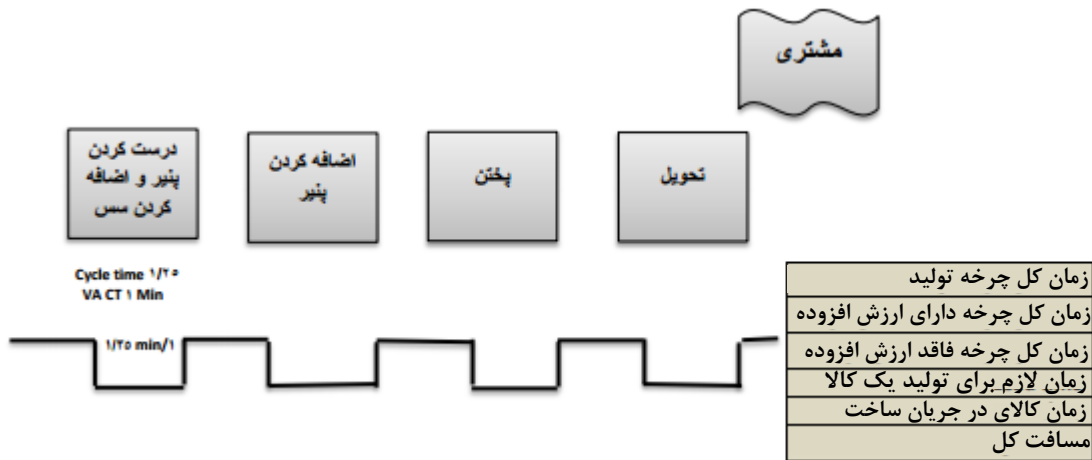 مشتری
درست کردن
پنیر و اضافه
کردن سس
اضافه کردن
پنیر
پختن
تحویل
Cycle time ۱/۲۵
VA CT ۱ Min
۱/۲۵ min/۱
زمان کل چرخه تولید
زمان کل چرخه دارای ارزش افزوده
زمان کل چرخه فاقد ارزش افزوده
زمان لازم برای تولید یک کالا
زمان کالای در جریان ساخت
مسافت کل